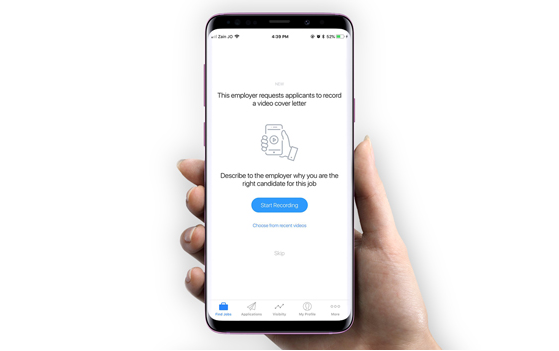 Zain JO
4:39 PM
52%
NEW
This employer requests applicants to record
a video cover letter
Describe to the employer why you are the
right candidate for this job
Start Recording
Choose from recent videos
Skip
Find Jobs
Applications
Activity
My Profile
More